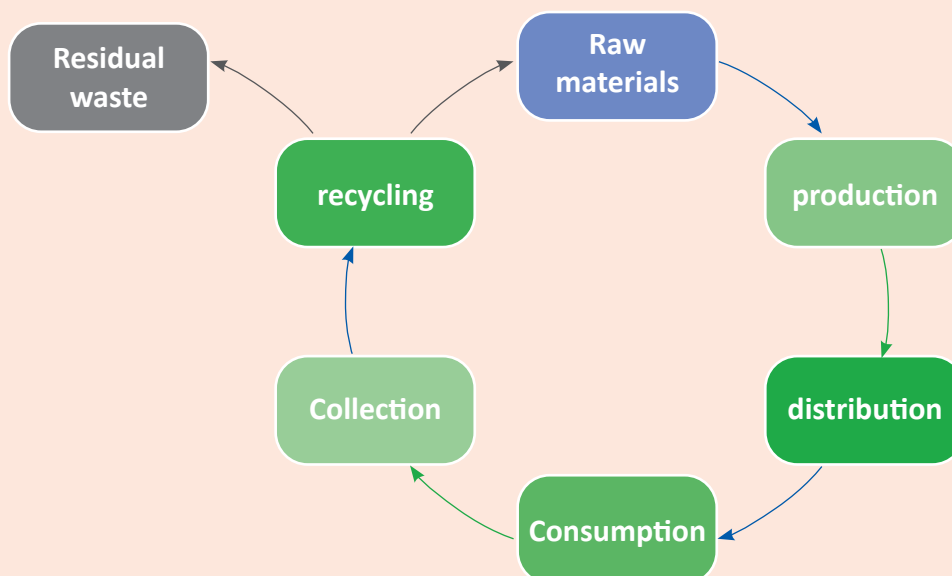 Residual
waste
Raw
materials
recycling
production
Collection
distribution
Consumption